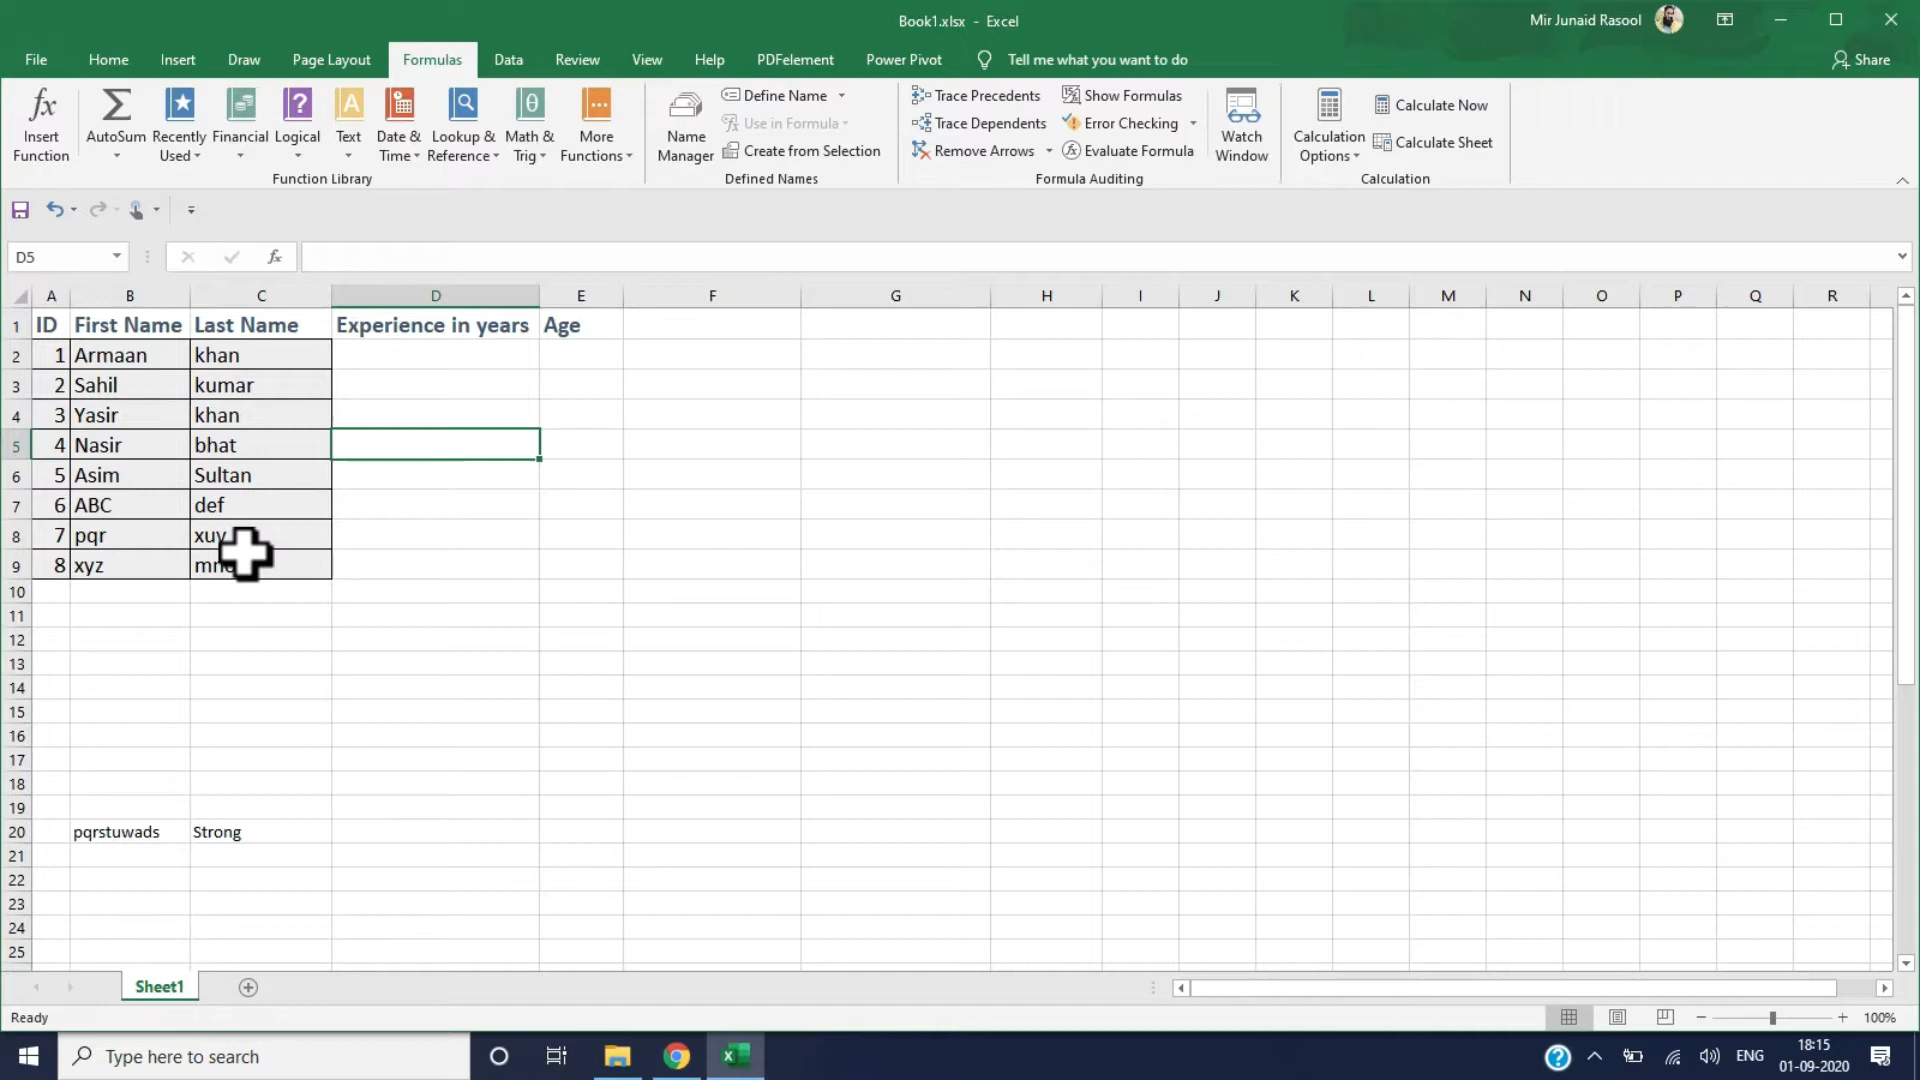 Book1.xlsx - Excel
Mir Junaid Rasool
File Home Insert Draw Page Layout Formulas Data Review View Help PDFelement Power Pivot Tell me what you want to do Share
Insert Function
AutoSum
Recently Used
Financial
Logical
Text
Date & Time
Lookup & Reference
Math & Trig
More Functions
Function Library
Name Manager
Define Name
Use in Formula
Create from Selection
Defined Names
Trace Precedents
Trace Dependents
Remove Arrows
Show Formulas
Error Checking
Evaluate Formula
Formula Auditing
Watch Window
Calculation Options
Calculate Now
Calculate Sheet
Calculation
D5
fx
A B C D E F G H I J K L M N O P Q R
1 ID First Name Last Name Experience in years Age
2 1 Armaan khan
3 2 Sahil kumar
4 3 Yasir khan
5 4 Nasir bhat
6 5 Asim Sultan
7 6 ABC def
8 7 pqr
9 8 xyz
10
11
12
13
14
15
16
17
18
19
20 pqrstuwads Strong
21
22
23
24
25
Sheet1
Ready
100%
Type here to search
ENG
18:15
01-09-2020